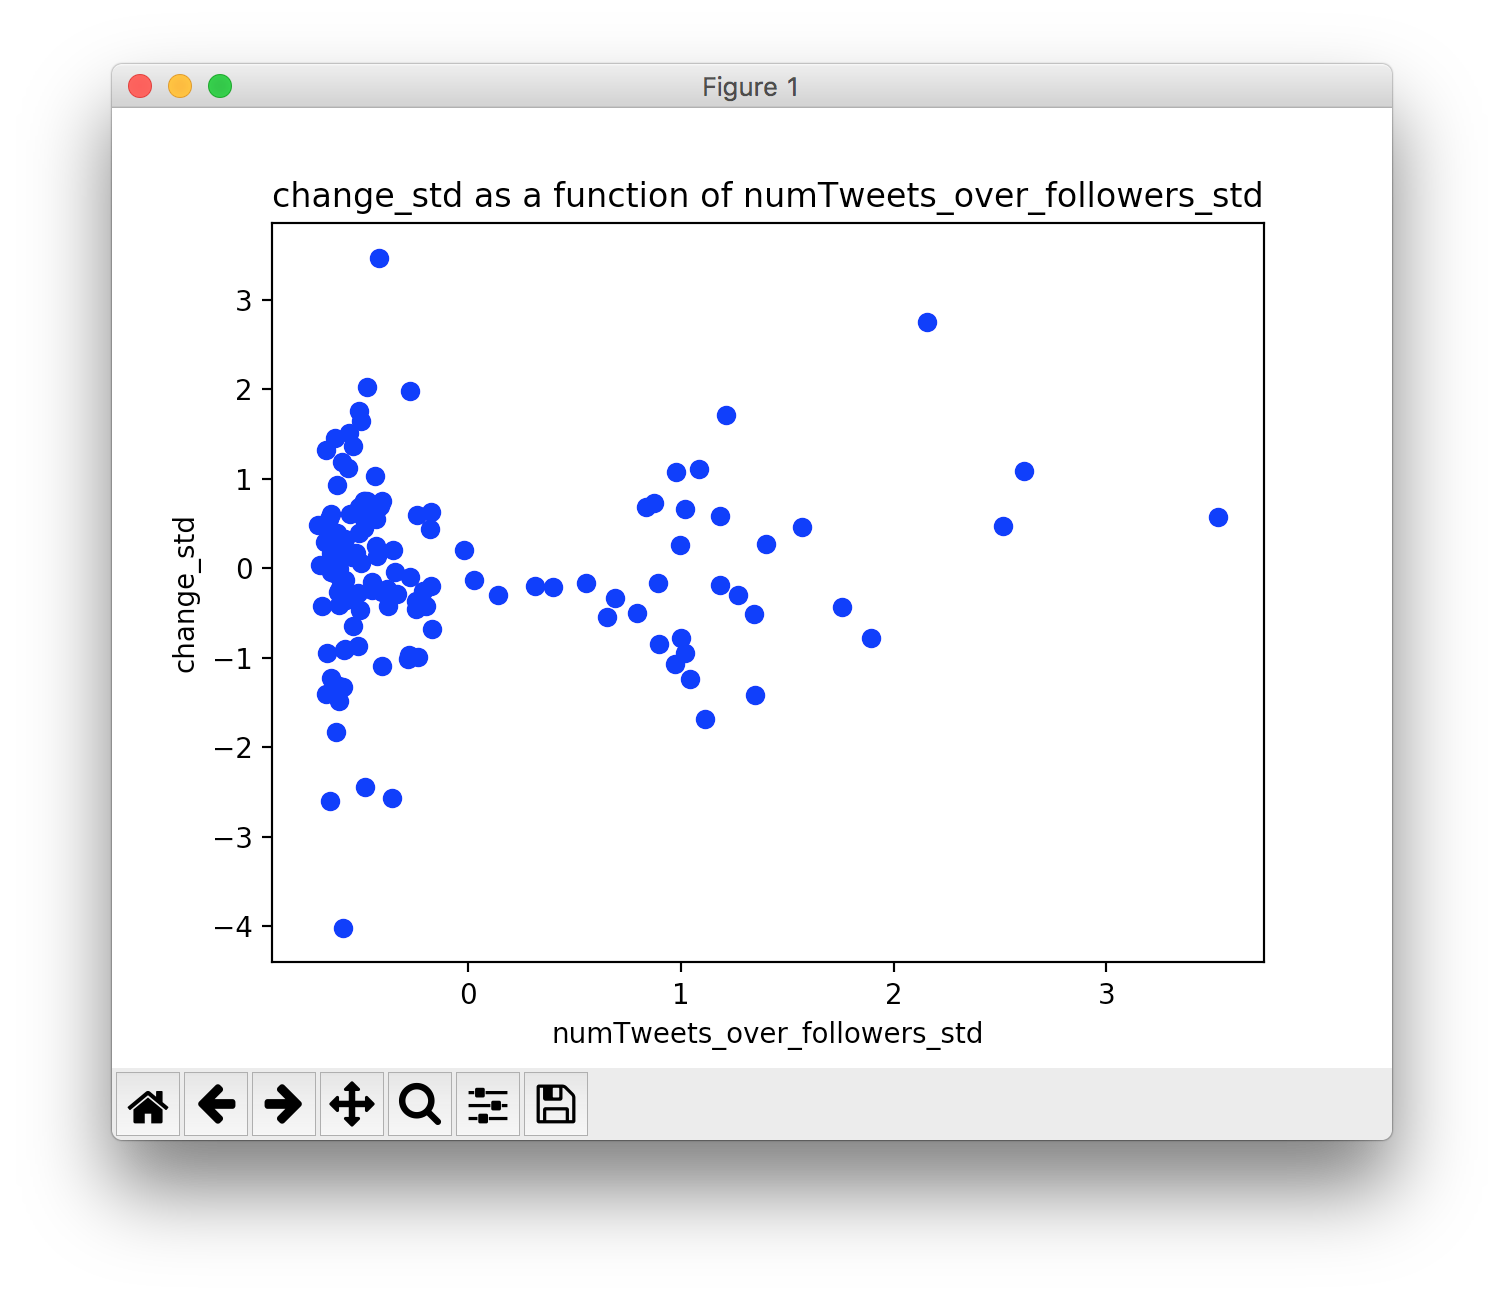 Figure 1
change_std as a function of numTweets_over_followers_std
3
2
1
0
−1
−2
−3
−4
change_std
0 1 2 3
numTweets_over_followers_std